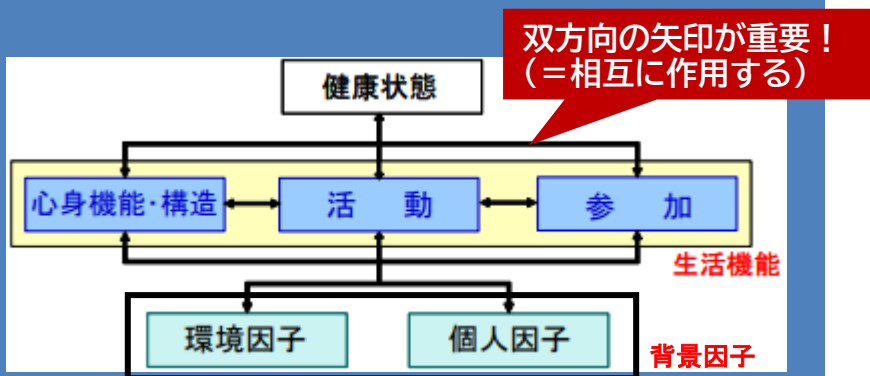 双方向の矢印が重要！
（＝相互に作用する）
健康状態
心身機能･構造
活　動
参　加
生活機能
環境因子
個人因子
背景因子